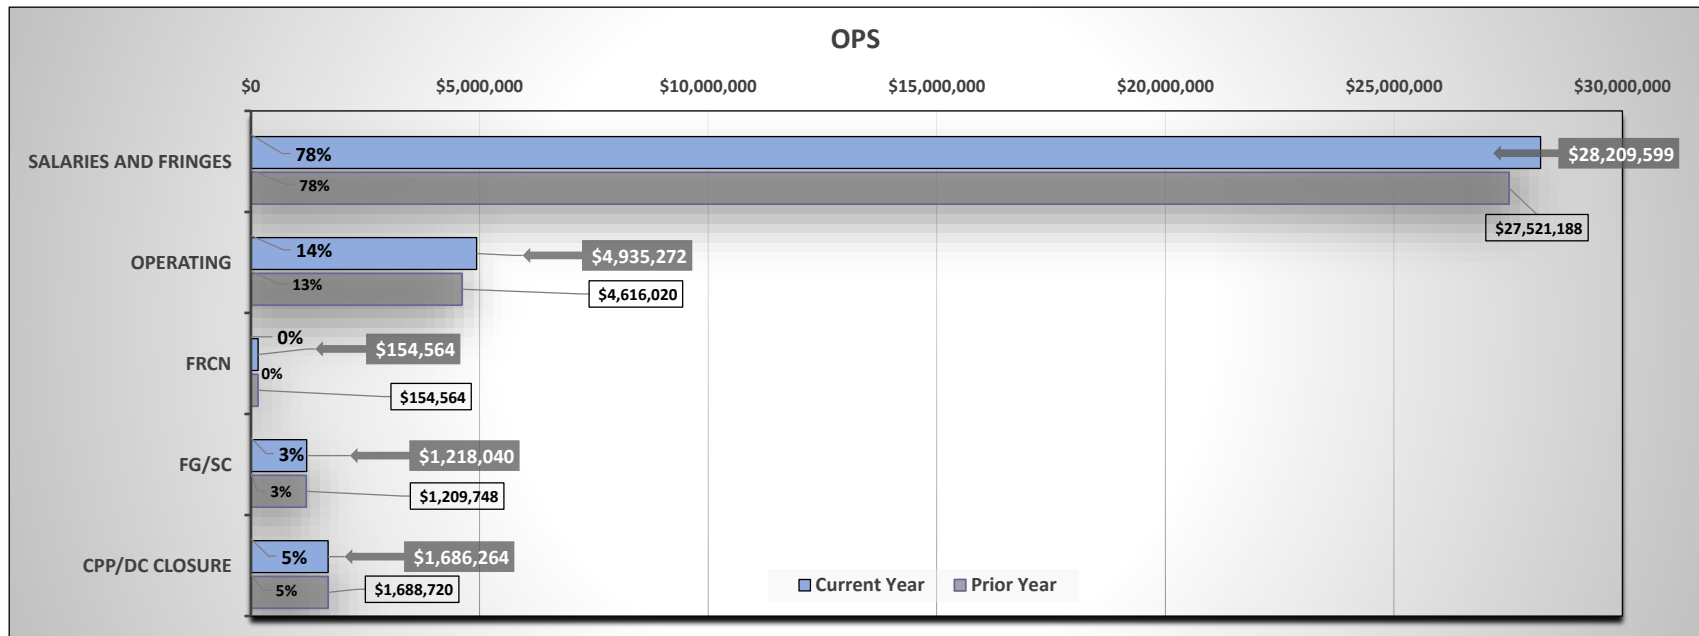 OPS
$0 $5,000,000 $10,000,000 $15,000,000 $20,000,000 $25,000,000 $30,000,000
SALARIES AND FRINGES
78%
$28,209,599
78%
$27,521,188
OPERATING
14%
$4,935,272
13%
$4,616,020
FRCN
0%
$154,564
0%
$154,564
FG/SC
3%
$1,218,040
3%
$1,209,748
CPP/DC CLOSURE
5%
$1,686,264
5%
$1,688,720
Current Year Prior Year